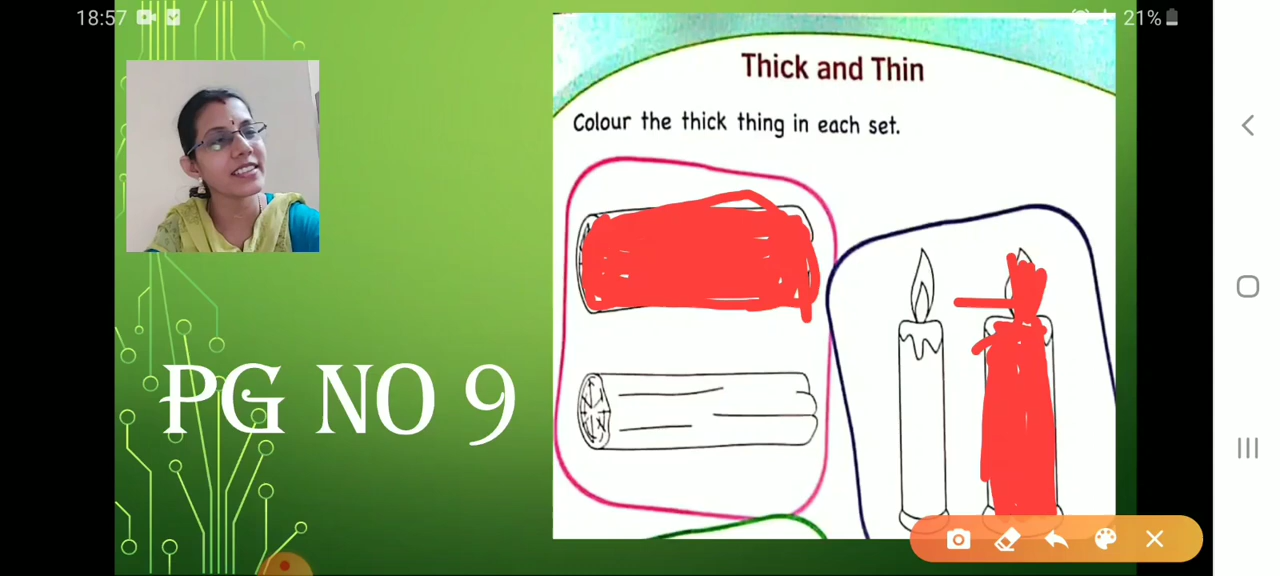 18:57
21%
Thick and Thin
Colour the thick thing in each set.
PG NO 9